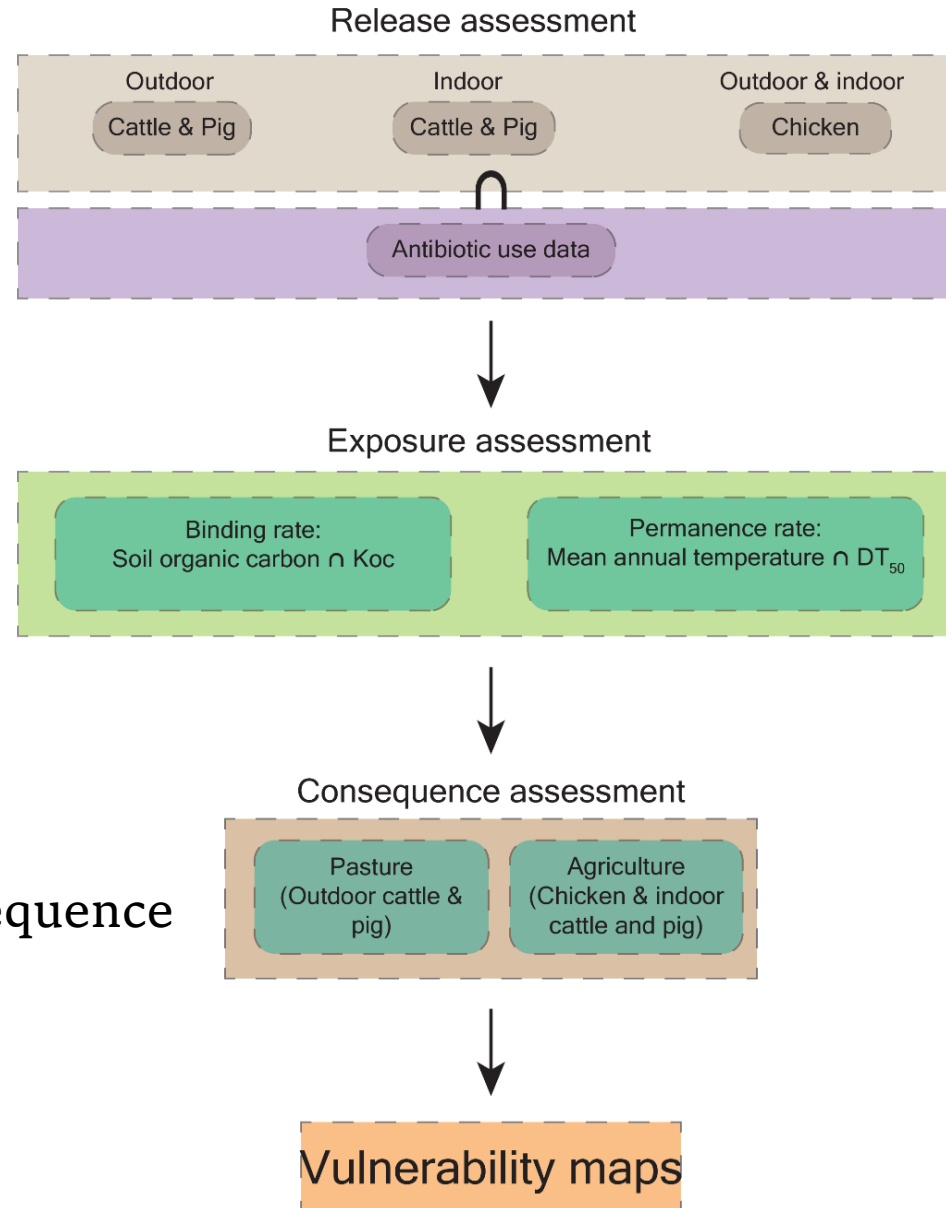 Release assessment
Outdoor
Indoor
Outdoor & indoor
Cattle & Pig
Cattle & Pig
Chicken
∩
Antibiotic use data
Exposure assessment
Binding rate:
Soil organic carbon ∩ Koc
Permanence rate:
Mean annual temperature ∩ DT₅₀
Consequence assessment
Pasture
(Outdoor cattle &
pig)
Agriculture
(Chicken & indoor
cattle and pig)
equence
Vulnerability maps